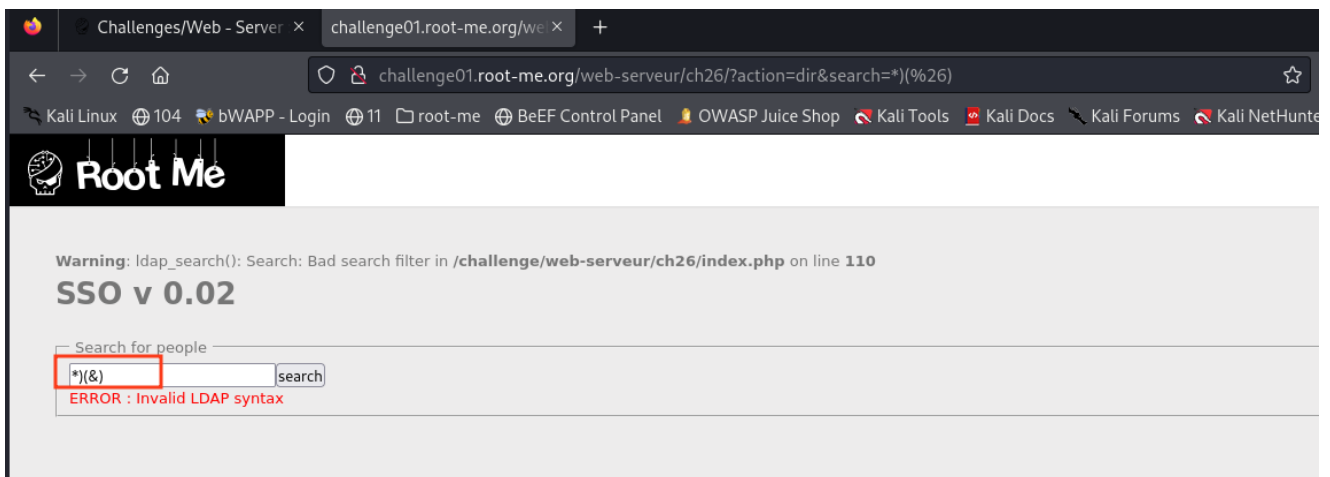 Challenges/Web - Server
challenge01.root-me.org/we
challenge01.root-me.org/web-serveur/ch26/?action=dir&search=*)(%26)
Kali Linux 104 bWAPP - Login 11 root-me BeEF Control Panel OWASP Juice Shop Kali Tools Kali Docs Kali Forums Kali NetHunte
Root Me
Warning: ldap_search(): Search: Bad search filter in /challenge/web-serveur/ch26/index.php on line 110
SSO v 0.02
Search for people
*)(&) search
ERROR : Invalid LDAP syntax